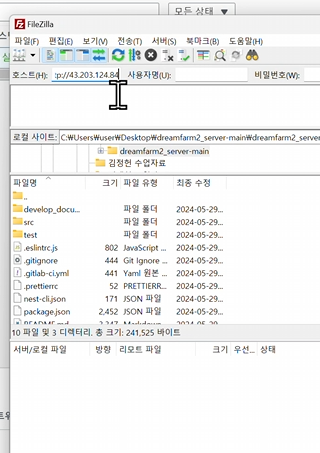 모든 상태
FileZilla
파일(F) 편집(E) 보기(V) 전송(T) 서버(S) 북마크(B) 도움말(H)
호스트(H): :p://43.203.124.84 사용자명(U): 비밀번호(W):
로컬 사이트: C:₩Users₩user₩Desktop₩dreamfarm2_server-main₩dreamfarm2_server
dreamfarm2_server-main
김정헌 수업자료
파일명 크기 파일 유형 최종 수정
..
develop_docu... 파일 폴더 2024-05-29...
src 파일 폴더 2024-05-29...
test 파일 폴더 2024-05-29...
.eslintrc.js 802 JavaScript ... 2024-05-29...
.gitignore 444 Git Ignore ... 2024-05-29...
.gitlab-ci.yml 441 Yaml 원본 ... 2024-05-29...
.prettierrc 52 PRETTIERR... 2024-05-29...
nest-cli.json 171 JSON 파일 2024-05-29...
package.json 2,452 JSON 파일 2024-05-29...
README.md 3,347 Markdown 2024-05-29
10 파일 및 3 디렉터리. 총 크기: 241,525 바이트
서버/로컬 파일 방향 리모트 파일 크기 우선... 상태